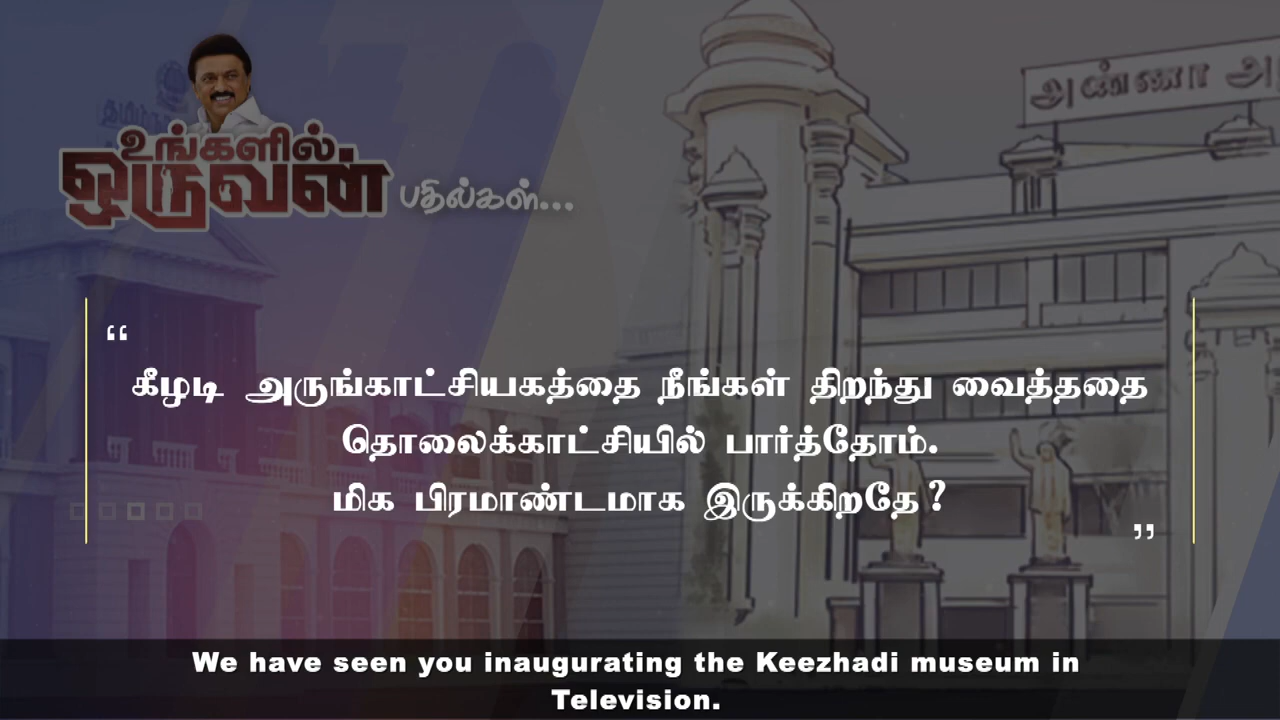 உங்களில்
ஒருவன் பதில்கள்...
அண்ணா அ
“
கீழடி அருங்காட்சியகத்தை நீங்கள் திறந்து வைத்ததை
தொலைக்காட்சியில் பார்த்தோம்.
மிக பிரமாண்டமாக இருக்கிறதே ?
”
We have seen you inaugurating the Keezhadi museum in
Television.